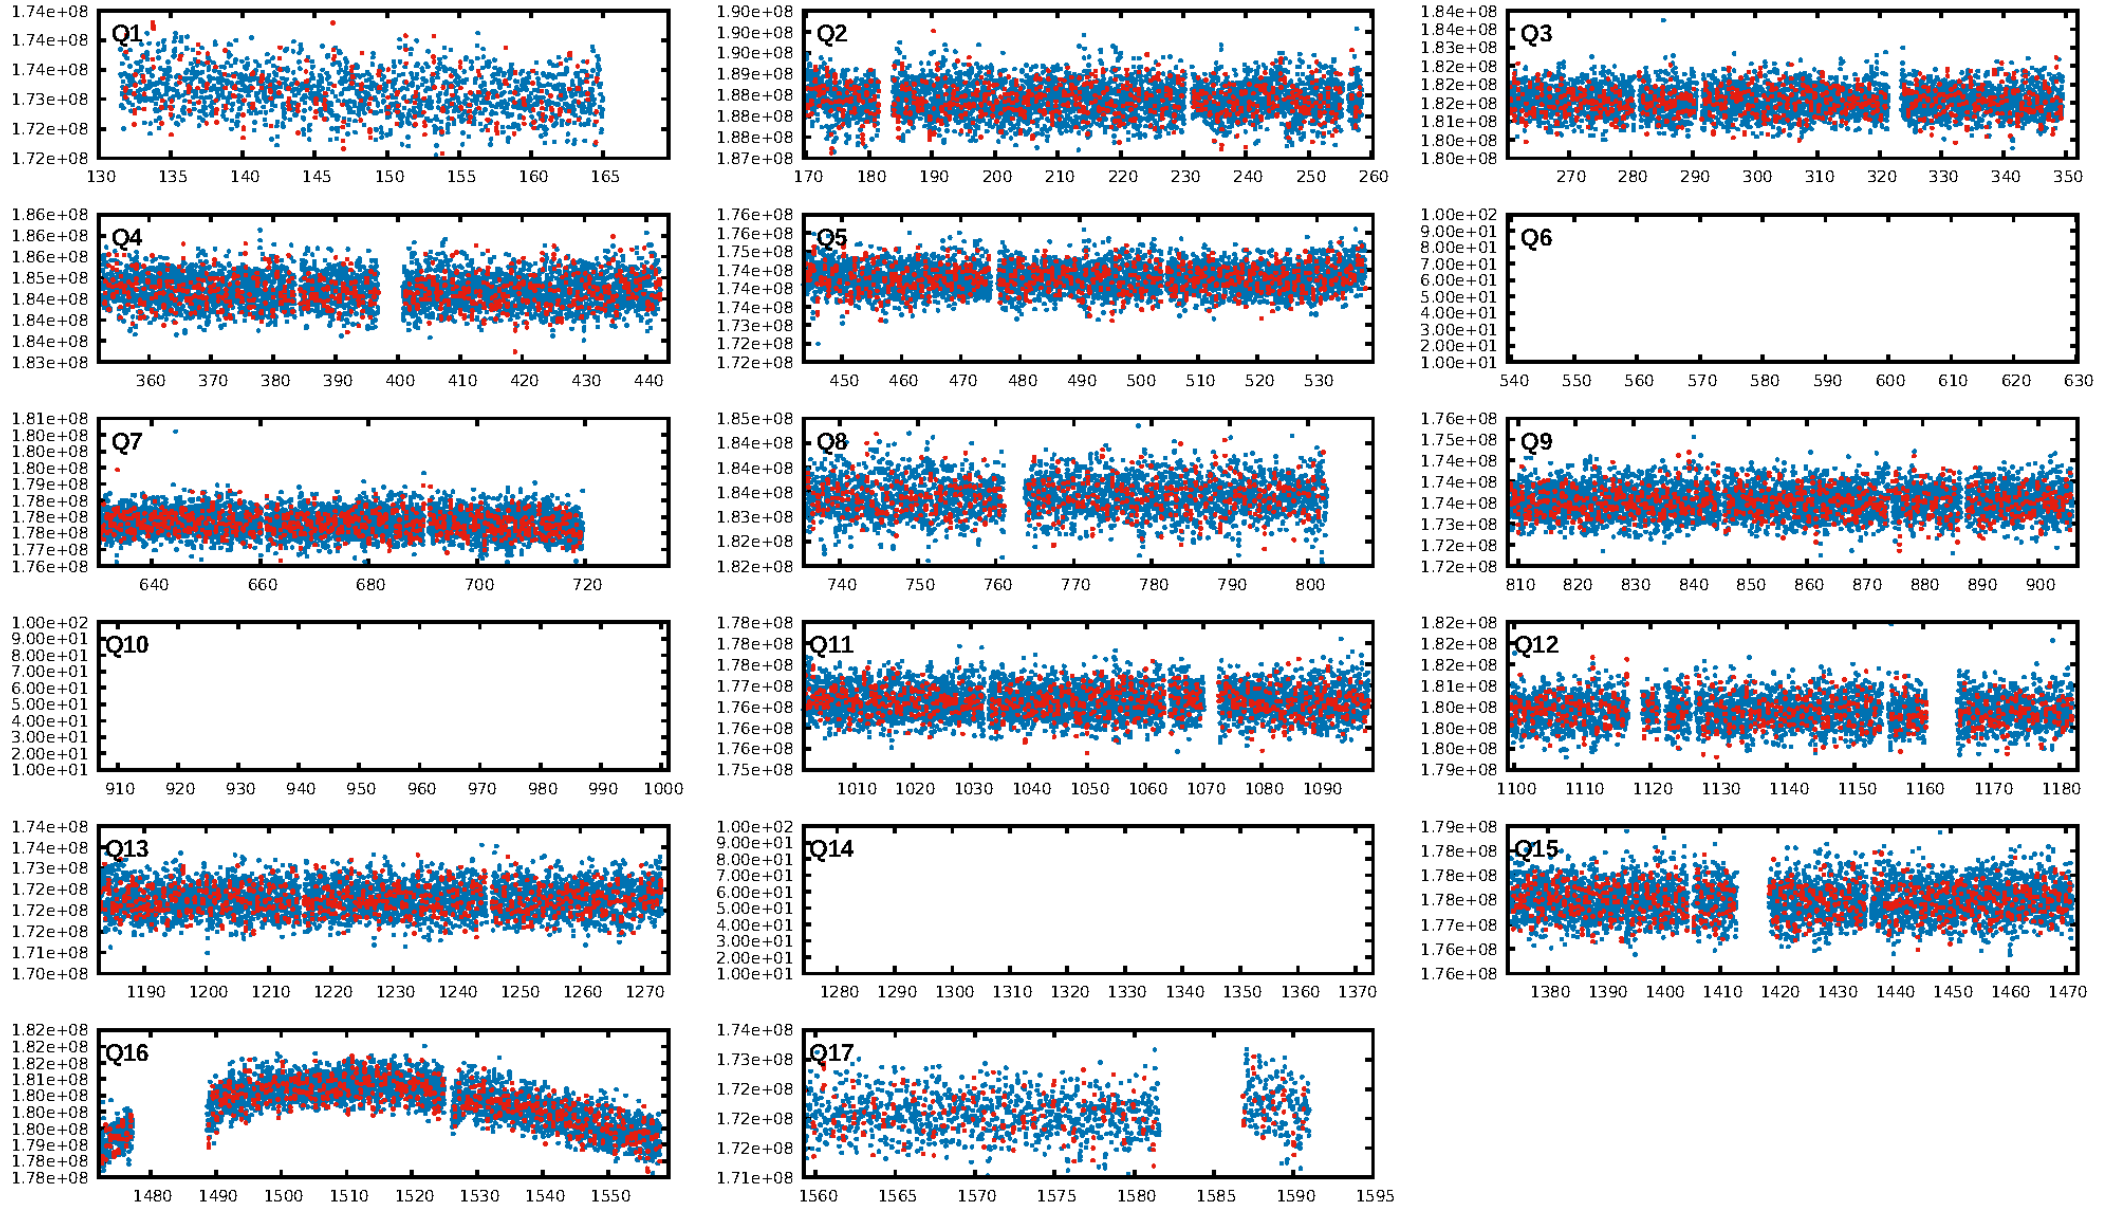 1.74e+08
1.74e+08
1.74e+08
1.73e+08
1.72e+08
1.72e+08
Q1
130 135 140 145 150 155 160 165
1.90e+08
1.90e+08
1.90e+08
1.89e+08
1.88e+08
1.88e+08
1.88e+08
1.87e+08
Q2
170 180 190 200 210 220 230 240 250 260
1.84e+08
1.84e+08
1.83e+08
1.82e+08
1.82e+08
1.82e+08
1.81e+08
1.80e+08
1.80e+08
Q3
270 280 290 300 310 320 330 340 350
1.86e+08
1.86e+08
1.86e+08
1.85e+08
1.84e+08
1.84e+08
1.84e+08
1.83e+08
Q4
360 370 380 390 400 410 420 430 440
1.76e+08
1.76e+08
1.75e+08
1.74e+08
1.74e+08
1.74e+08
1.73e+08
1.72e+08
1.72e+08
Q5
450 460 470 480 490 500 510 520 530
1.00e+02
9.00e+01
8.00e+01
7.00e+01
6.00e+01
5.00e+01
4.00e+01
3.00e+01
2.00e+01
1.00e+01
Q6
540 550 560 570 580 590 600 610 620 630
1.81e+08
1.80e+08
1.80e+08
1.80e+08
1.79e+08
1.78e+08
1.78e+08
1.78e+08
1.77e+08
1.76e+08
Q7
640 660 680 700 720
1.85e+08
1.84e+08
1.84e+08
1.84e+08
1.83e+08
1.82e+08
1.82e+08
Q8
740 750 760 770 780 790 800
1.76e+08
1.75e+08
1.74e+08
1.74e+08
1.74e+08
1.73e+08
1.72e+08
1.72e+08
Q9
810 820 830 840 850 860 870 880 890 900
1.00e+02
9.00e+01
8.00e+01
7.00e+01
6.00e+01
5.00e+01
4.00e+01
3.00e+01
2.00e+01
1.00e+01
Q10
910 920 930 940 950 960 970 980 990 1000
1.78e+08
1.78e+08
1.78e+08
1.77e+08
1.76e+08
1.76e+08
1.76e+08
1.75e+08
Q11
1010 1020 1030 1040 1050 1060 1070 1080 1090
1.82e+08
1.82e+08
1.82e+08
1.81e+08
1.80e+08
1.80e+08
1.80e+08
1.79e+08
Q12
1100 1110 1120 1130 1140 1150 1160 1170 1180
1.74e+08
1.74e+08
1.73e+08
1.72e+08
1.72e+08
1.72e+08
1.71e+08
1.70e+08
Q13
1190 1200 1210 1220 1230 1240 1250 1260 1270
1.00e+02
9.00e+01
8.00e+01
7.00e+01
6.00e+01
5.00e+01
4.00e+01
3.00e+01
2.00e+01
1.00e+01
Q14
1280 1290 1300 1310 1320 1330 1340 1350 1360 1370
1.79e+08
1.78e+08
1.78e+08
1.78e+08
1.77e+08
1.76e+08
1.76e+08
Q15
1380 1390 1400 1410 1420 1430 1440 1450 1460 1470
1.82e+08
1.82e+08
1.82e+08
1.81e+08
1.80e+08
1.80e+08
1.80e+08
1.79e+08
1.78e+08
1.78e+08
Q16
1480 1490 1500 1510 1520 1530 1540 1550
1.74e+08
1.73e+08
1.72e+08
1.72e+08
1.72e+08
1.71e+08
Q17
1560 1565 1570 1575 1580 1585 1590 1595